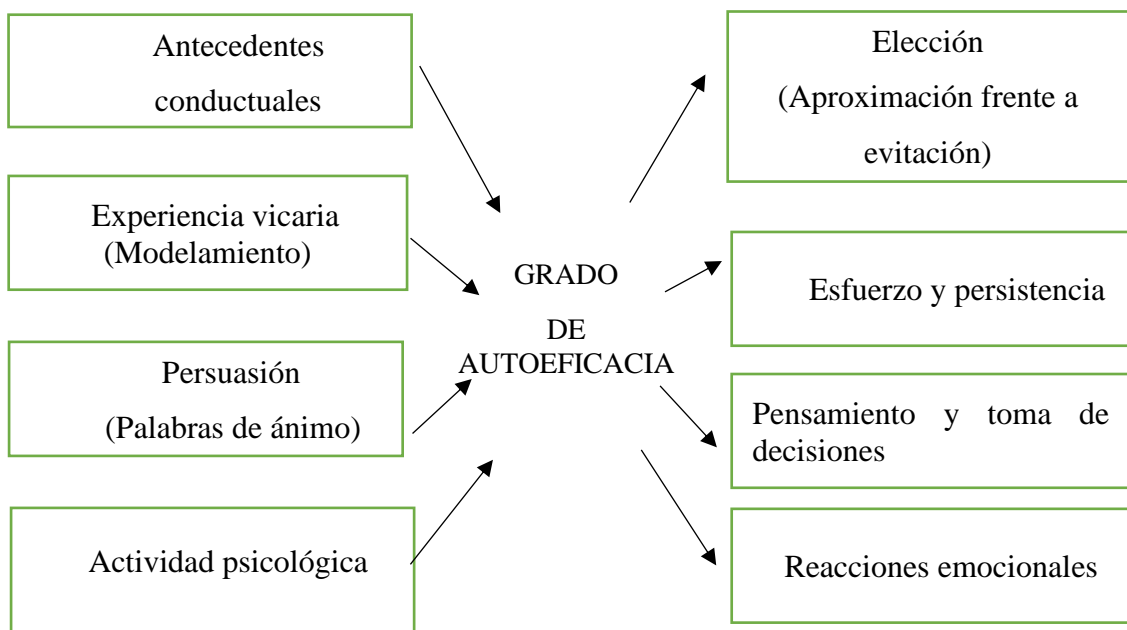 Antecedentes
conductuales
Experiencia vicaria
(Modelamiento)
Persuasión
(Palabras de ánimo)
Actividad psicológica
GRADO
DE
AUTOEFICACIA
Elección
(Aproximación frente a
evitación)
Esfuerzo y persistencia
Pensamiento y toma de
decisiones
Reacciones emocionales